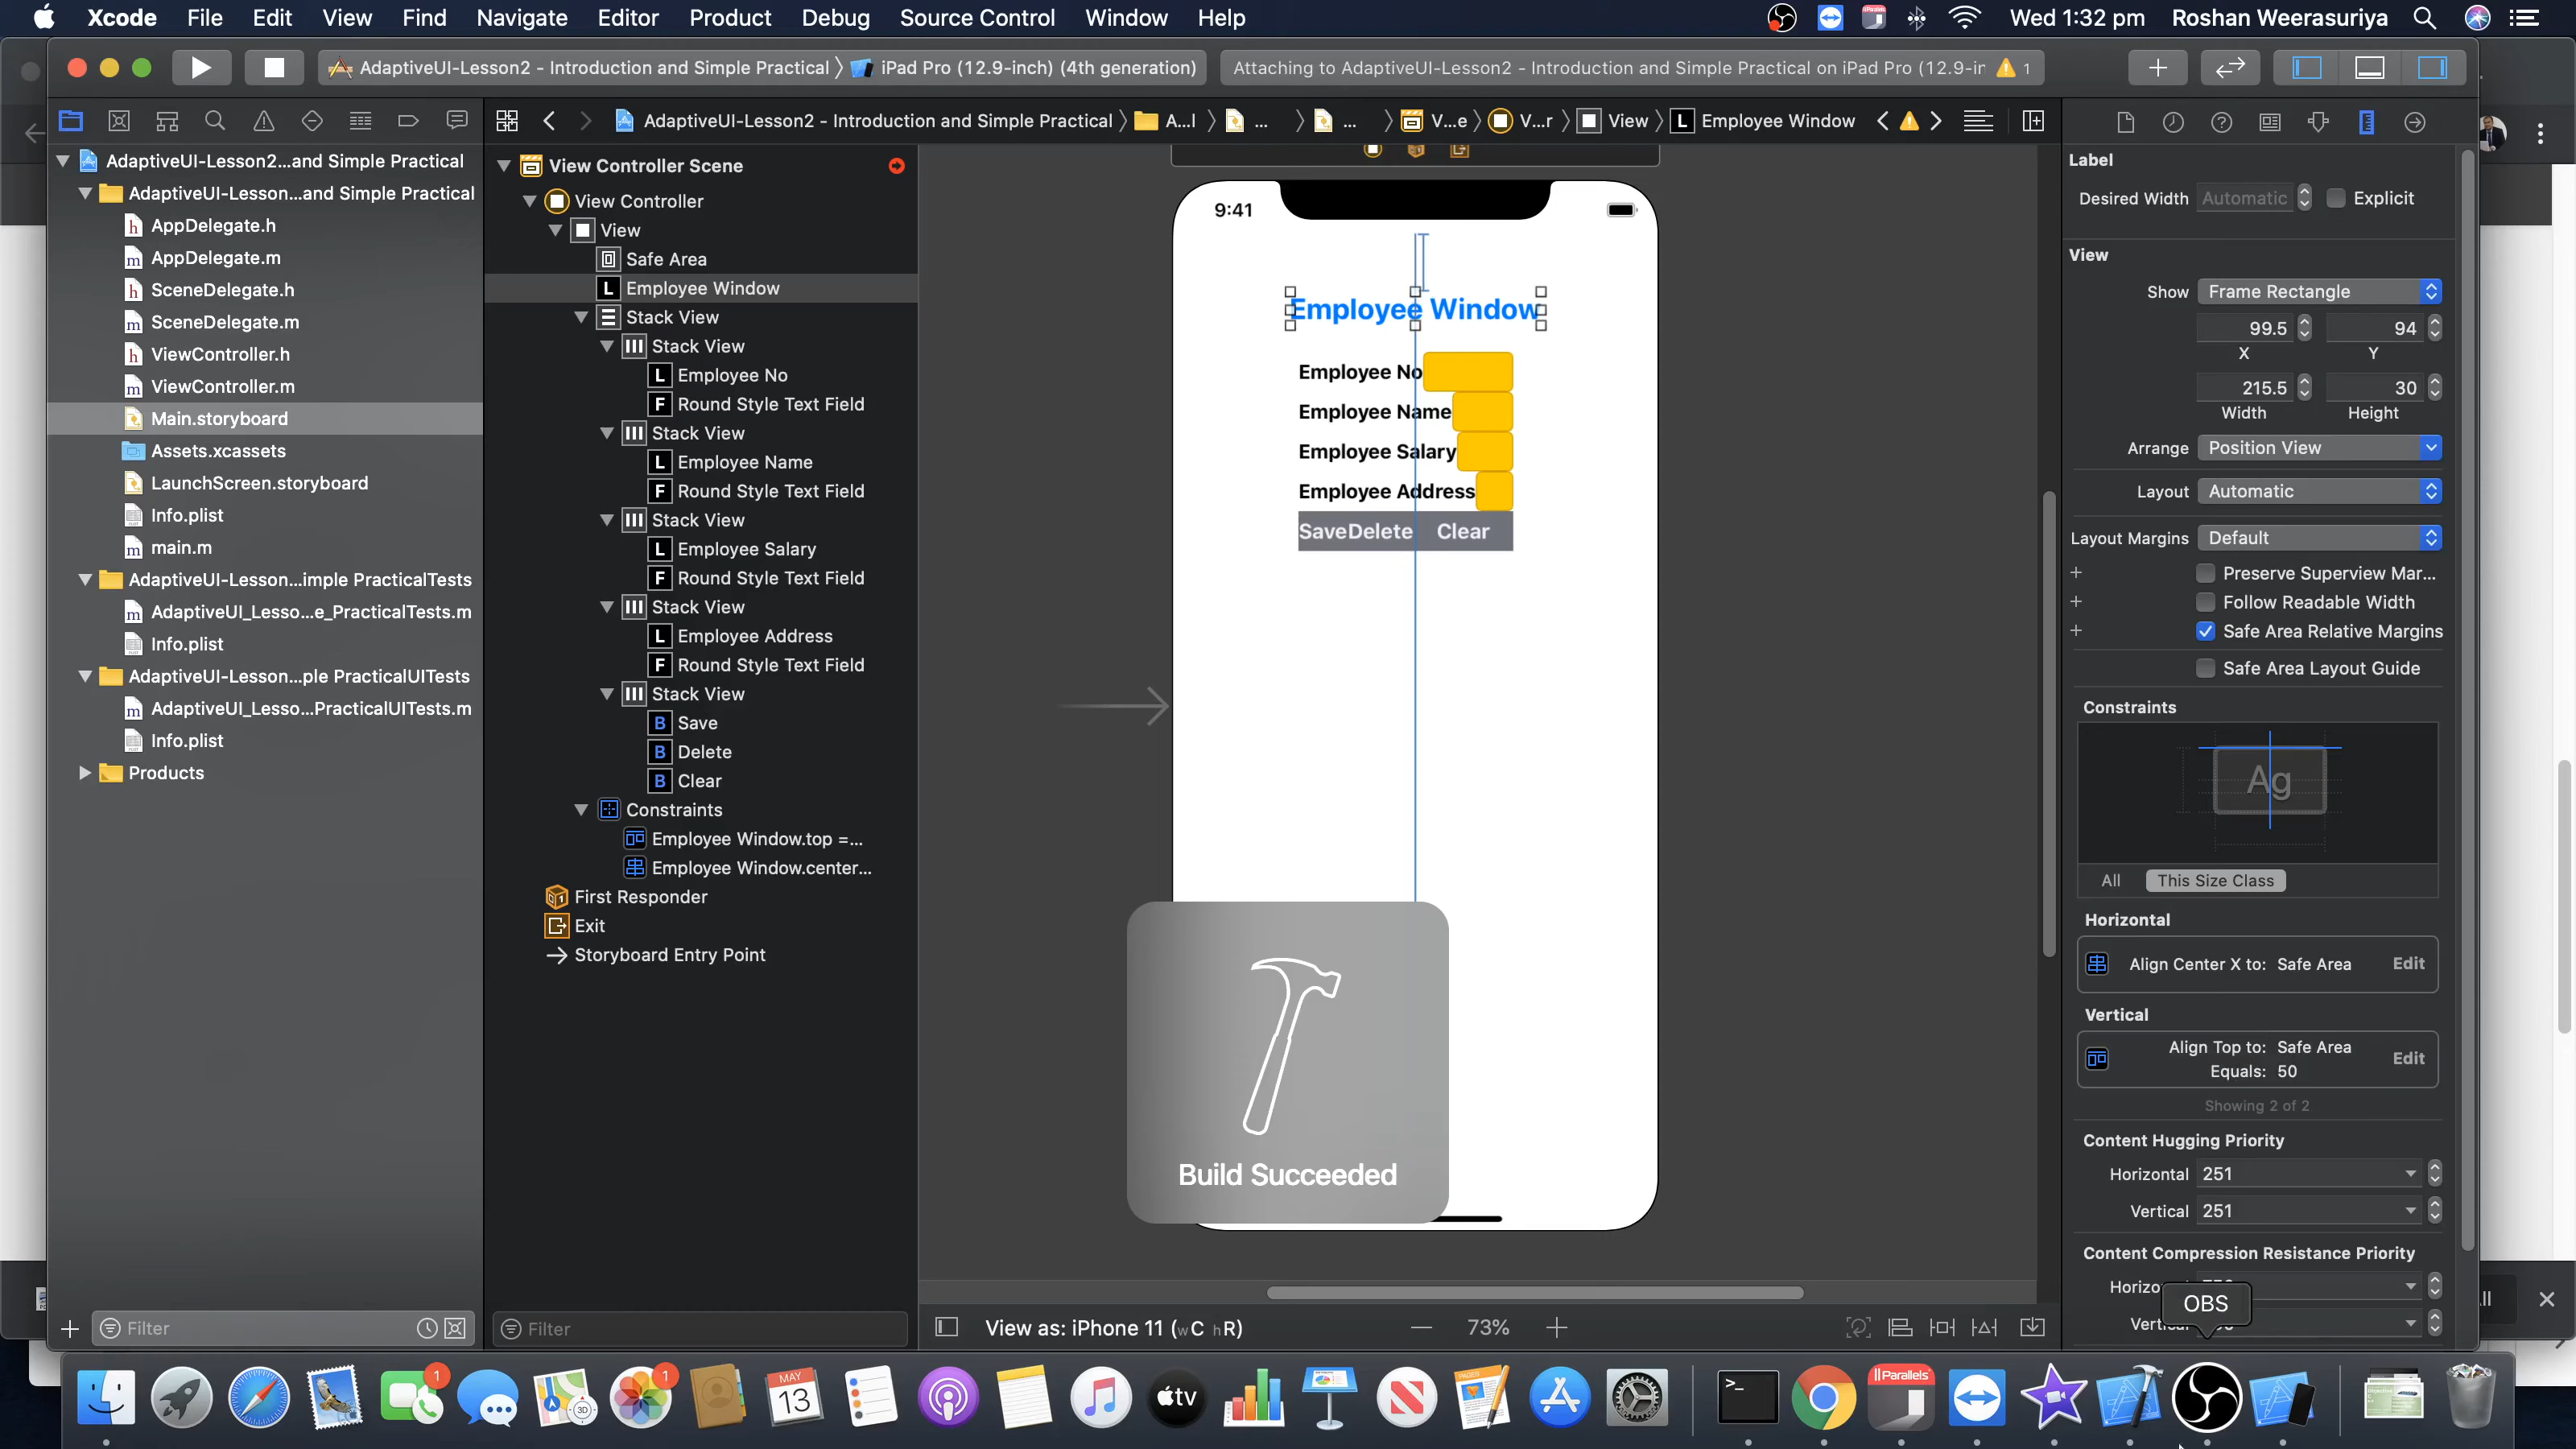 Xcode File Edit View Find Navigate Editor Product Debug Source Control Window Help
Wed 1:32 pm Roshan Weerasuriya
AdaptiveUI-Lesson2 - Introduction and Simple Practical iPad Pro (12.9-inch) (4th generation)
Attaching to AdaptiveUI-Lesson2 - Introduction and Simple Practical on iPad Pro (12.9-in 1
AdaptiveUI-Lesson2 - Introduction and Simple Practical A...l ... ... V...e V...r View L Employee Window
AdaptiveUI-Lesson2...and Simple Practical
AdaptiveUI-Lesson...and Simple Practical
h AppDelegate.h
m AppDelegate.m
h SceneDelegate.h
m SceneDelegate.m
h ViewController.h
m ViewController.m
Main.storyboard
Assets.xcassets
LaunchScreen.storyboard
Info.plist
m main.m
AdaptiveUI-Lesson...imple PracticalTests
m AdaptiveUI_Lesso...e_PracticalTests.m
Info.plist
AdaptiveUI-Lesson...ple PracticalUITests
m AdaptiveUI_Lesso...PracticalUITests.m
Info.plist
Products
Filter
View Controller Scene
View Controller
View
Safe Area
L Employee Window
Stack View
Stack View
L Employee No
F Round Style Text Field
Stack View
L Employee Name
F Round Style Text Field
Stack View
L Employee Salary
F Round Style Text Field
Stack View
L Employee Address
F Round Style Text Field
Stack View
B Save
B Delete
B Clear
Constraints
Employee Window.top =...
Employee Window.center...
First Responder
Exit
Storyboard Entry Point
Filter
9:41
Employee Window
Employee No
Employee Name
Employee Salary
Employee Address
Save Delete Clear
Build Succeeded
View as: iPhone 11 (wC hR)
73%
Label
Desired Width Automatic Explicit
View
Show Frame Rectangle
99.5 94
X Y
215.5 30
Width Height
Arrange Position View
Layout Automatic
Layout Margins Default
Preserve Superview Mar...
Follow Readable Width
Safe Area Relative Margins
Safe Area Layout Guide
Constraints
Ag
All This Size Class
Horizontal
Align Center X to: Safe Area Edit
Vertical
Align Top to: Safe Area Edit
Equals: 50
Showing 2 of 2
Content Hugging Priority
Horizontal 251
Vertical 251
Content Compression Resistance Priority
OBS
1
3D
1
MAY
13
tv
Parallels